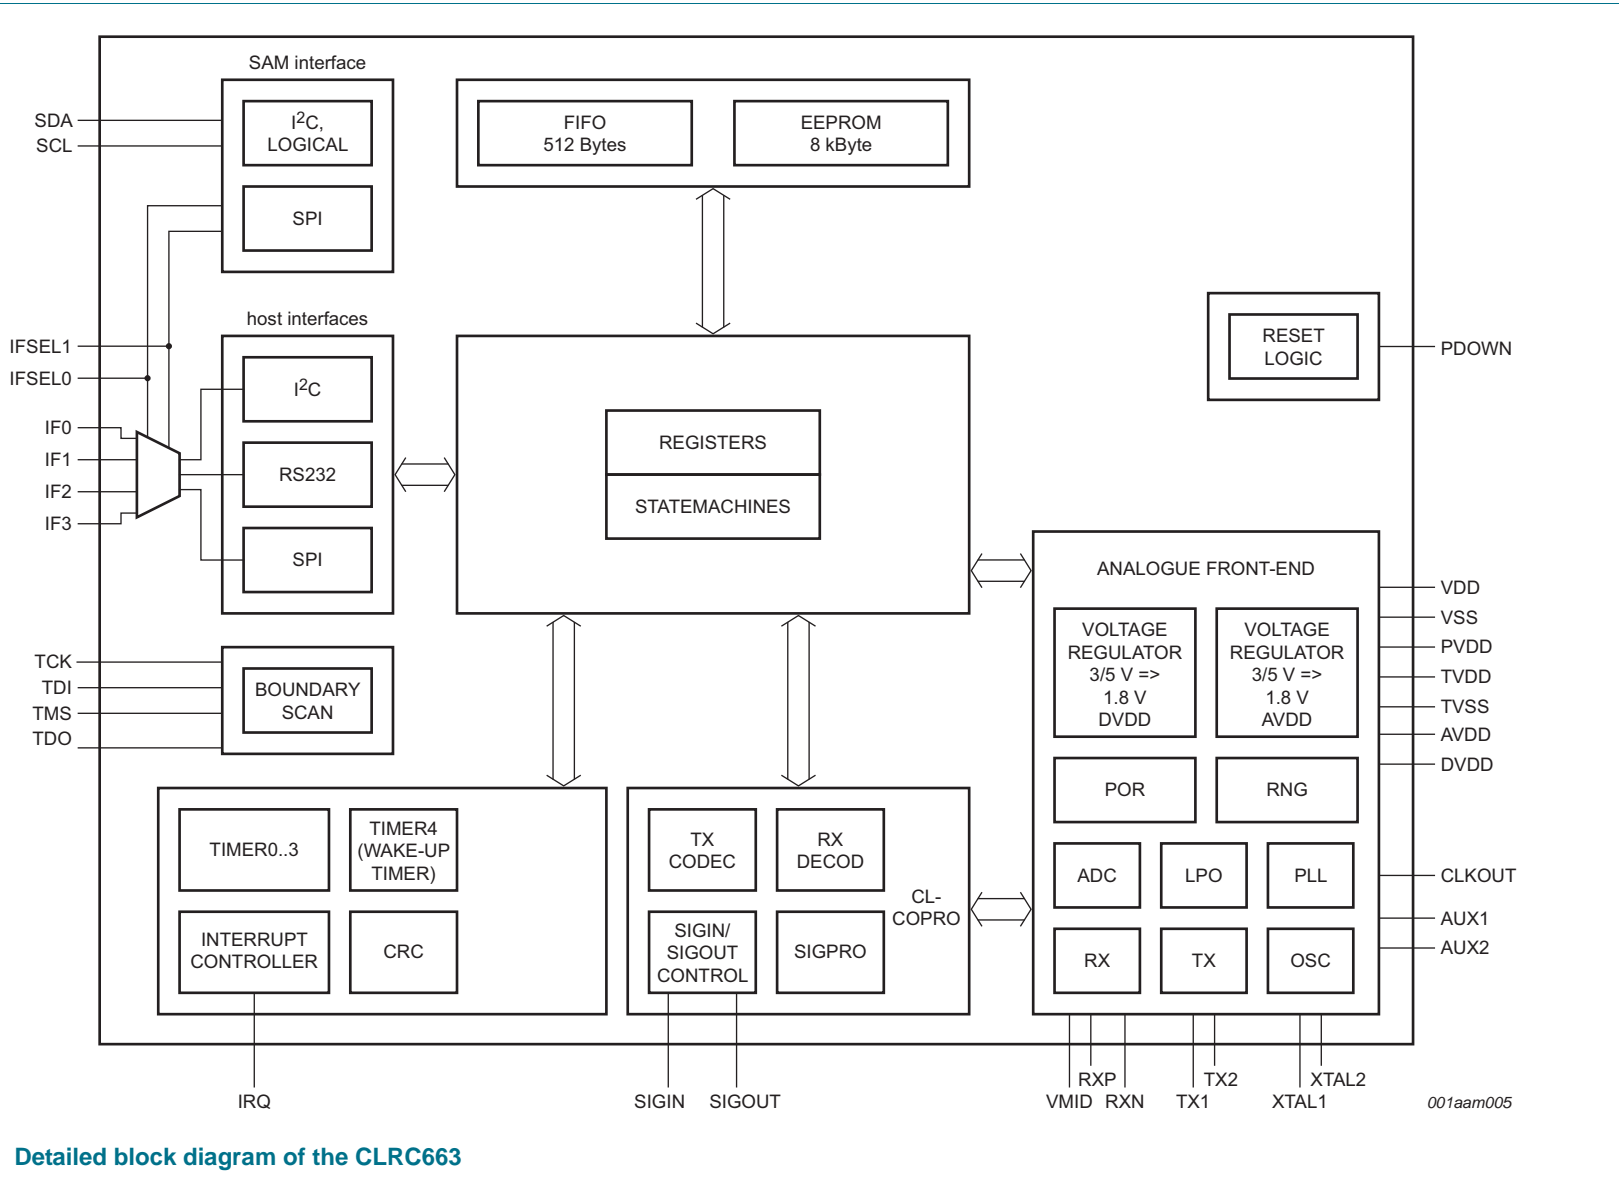 SAM interface
SDA
SCL
I²C,
LOGICAL
SPI
FIFO
512 Bytes
EEPROM
8 kByte
IFSEL1
IFSEL0
IF0
IF1
IF2
IF3
host interfaces
I²C
RS232
SPI
REGISTERS
STATEMACHINES
RESET
LOGIC
PDOWN
TCK
TDI
TMS
TDO
BOUNDARY
SCAN
ANALOGUE FRONT-END
VOLTAGE
REGULATOR
3/5 V =>
1.8 V
DVDD
VOLTAGE
REGULATOR
3/5 V =>
1.8 V
AVDD
POR
RNG
ADC
LPO
PLL
RX
TX
OSC
VDD
VSS
PVDD
TVDD
TVSS
AVDD
DVDD
CLKOUT
AUX1
AUX2
TIMER0..3
TIMER4
(WAKE-UP
TIMER)
INTERRUPT
CONTROLLER
CRC
TX
CODEC
RX
DECOD
CL-
COPRO
SIGIN/
SIGOUT
CONTROL
SIGPRO
IRQ
SIGIN
SIGOUT
VMID
RXP
RXN
TX1
TX2
XTAL1
XTAL2
001aam005
Detailed block diagram of the CLRC663